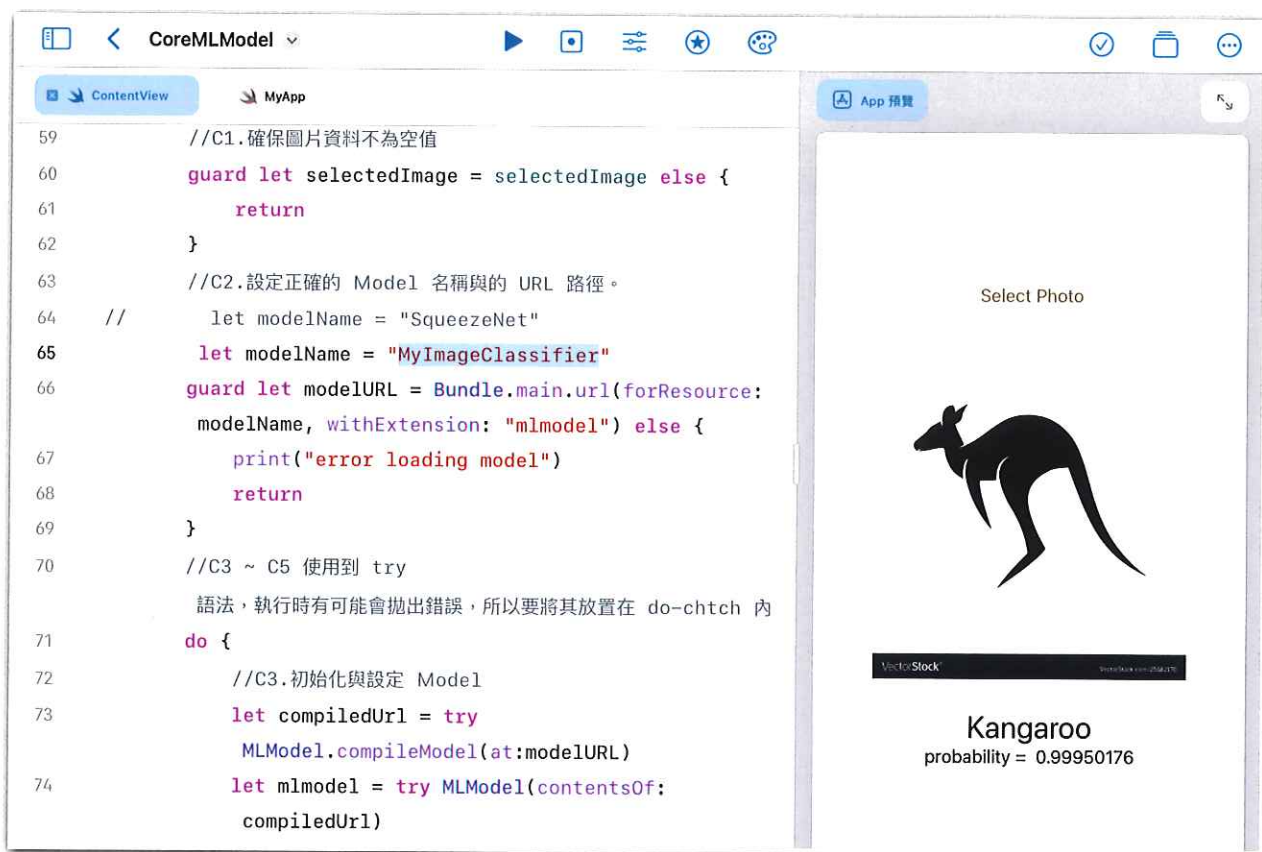 CoreMLModel
ContentView
MyApp
App 預覽
59 //C1.確保圖片資料不為空值
60 guard let selectedImage = selectedImage else {
61 return
62 }
63 //C2.設定正確的 Model 名稱與的 URL 路徑。
64 // let modelName = "SqueezeNet"
65 let modelName = "MyImageClassifier"
66 guard let modelURL = Bundle.main.url(forResource:
modelName, withExtension: "mlmodel") else {
67 print("error loading model")
68 return
69 }
70 //C3 ~ C5 使用到 try
語法，執行時有可能會拋出錯誤，所以要將其放置在 do-chtch 內
71 do {
72 //C3.初始化與設定 Model
73 let compiledUrl = try
MLModel.compileModel(at:modelURL)
74 let mlmodel = try MLModel(contentsOf:
compiledUrl)
Select Photo
VectorStock
Kangaroo
probability = 0.99950176